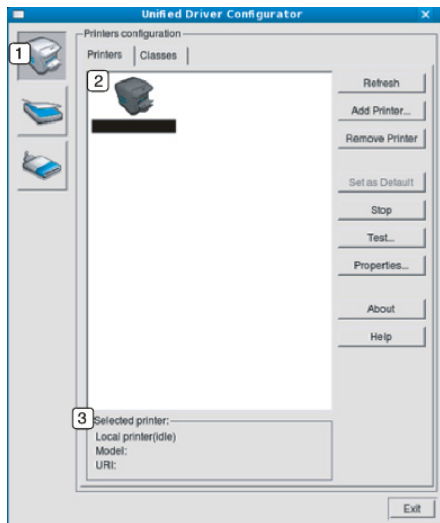 Unified Driver Configurator
Printers configuration
1
Printers
Classes
2
Refresh
Add Printer...
Remove Printer
Set as Default
Stop
Test...
Properties...
About
Help
3
Selected printer:
Local printer(idle)
Model:
URI:
Exit